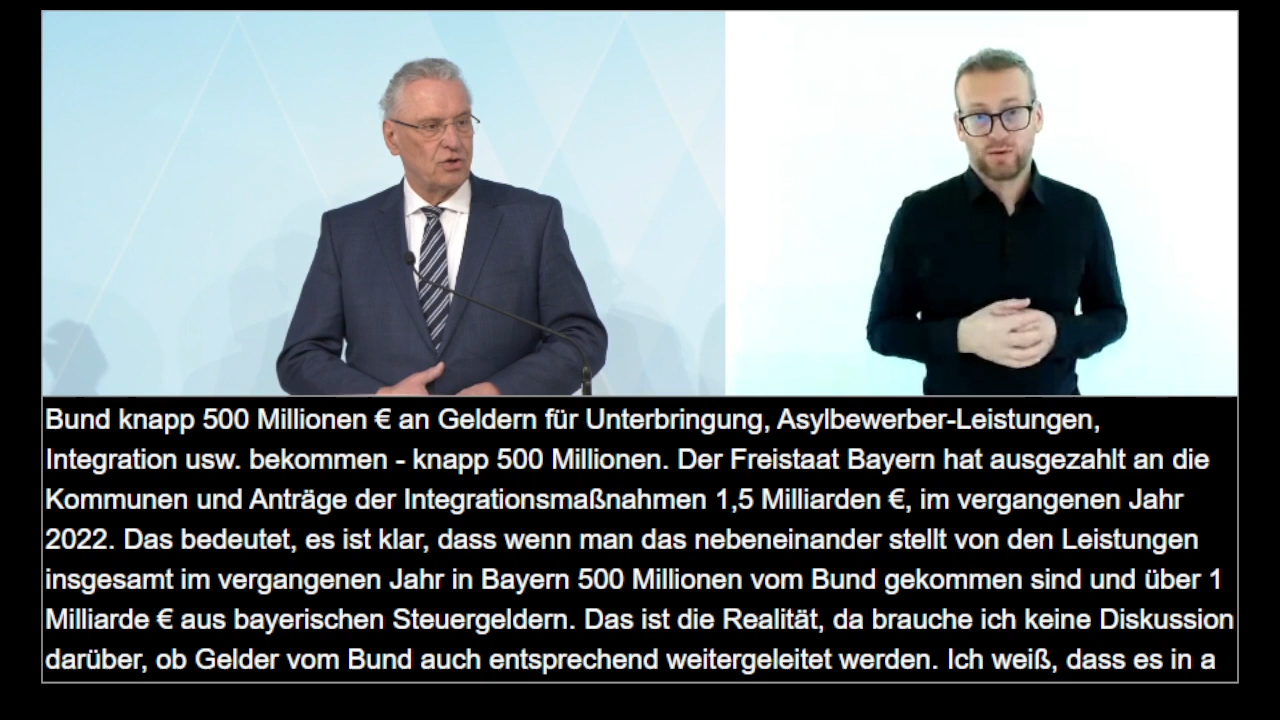 Bund knapp 500 Millionen € an Geldern für Unterbringung, Asylbewerber-Leistungen,
Integration usw. bekommen - knapp 500 Millionen. Der Freistaat Bayern hat ausgezahlt an die
Kommunen und Anträge der Integrationsmaßnahmen 1,5 Milliarden €, im vergangenen Jahr
2022. Das bedeutet, es ist klar, dass wenn man das nebeneinander stellt von den Leistungen
insgesamt im vergangenen Jahr in Bayern 500 Millionen vom Bund gekommen sind und über 1
Milliarde € aus bayerischen Steuergeldern. Das ist die Realität, da brauche ich keine Diskussion
darüber, ob Gelder vom Bund auch entsprechend weitergeleitet werden. Ich weiß, dass es in a